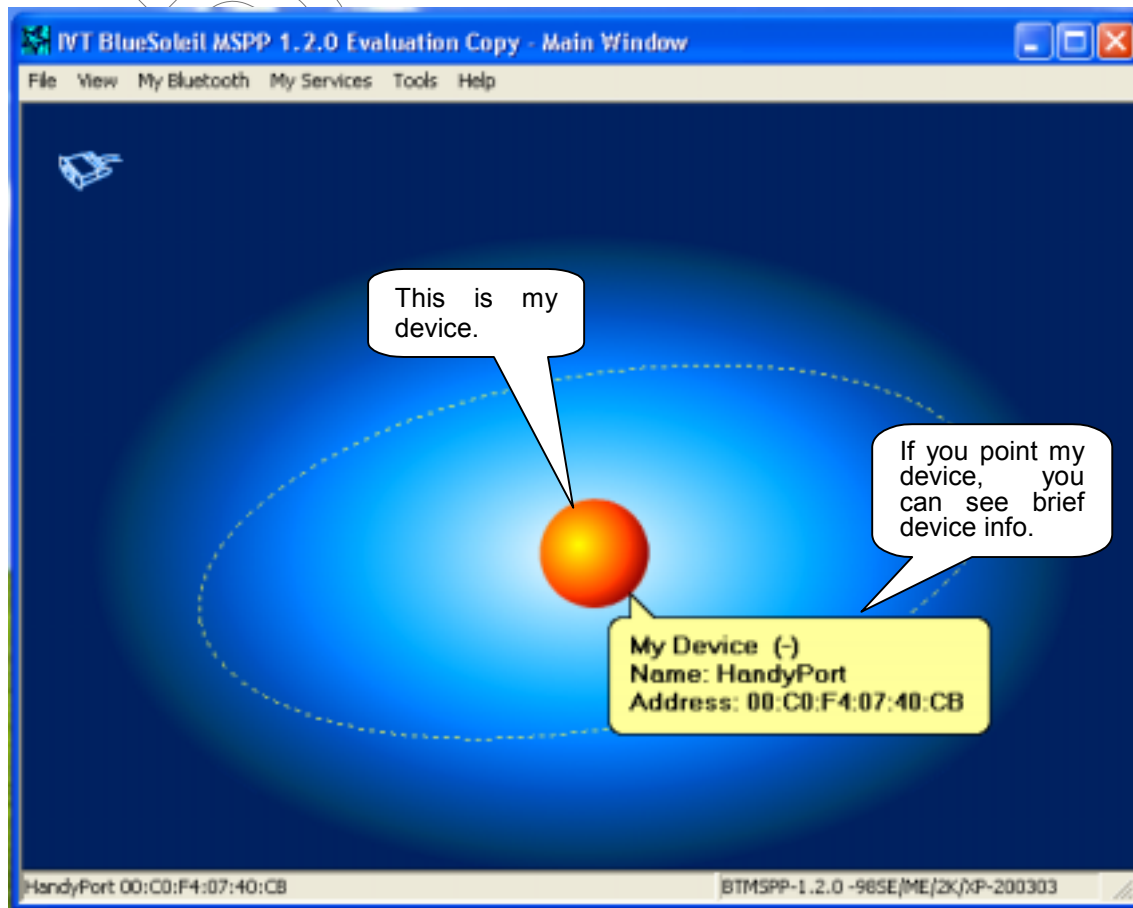 IVT BlueSoleil MSPP 1.2.0 Evaluation Copy - Main Window
File View My Bluetooth My Services Tools Help
This is my
device.
If you point my
device, you
can see brief
device info.
My Device (-)
Name: HandyPort
Address: 00:C0:F4:07:40:CB
HandyPort 00:C0:F4:07:40:CB
BTMSPP-1.2.0 -98SE/ME/2K/XP-200303